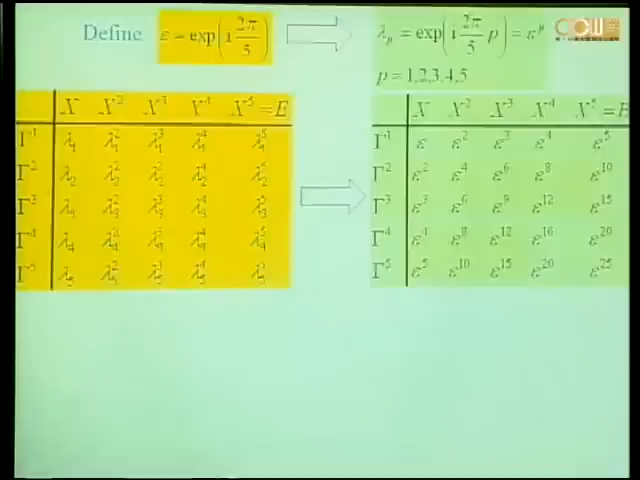 Define ε = exp(i 2π/5)
λₚ = exp(i 2π/5 p) = εᵖ
p = 1,2,3,4,5
X X² X³ X⁴ X⁵ = E
Γ¹ λ₁ λ₁² λ₁³ λ₁⁴ λ₁⁵
Γ² λ₂ λ₂² λ₂³ λ₂⁴ λ₂⁵
Γ³ λ₃ λ₃² λ₃³ λ₃⁴ λ₃⁵
Γ⁴ λ₄ λ₄² λ₄³ λ₄⁴ λ₄⁵
Γ⁵ λ₅ λ₅² λ₅³ λ₅⁴ λ₅⁵
X X² X³ X⁴ X⁵ = E
Γ¹ ε ε² ε³ ε⁴ ε⁵
Γ² ε² ε⁴ ε⁶ ε⁸ ε¹⁰
Γ³ ε³ ε⁶ ε⁹ ε¹² ε¹⁵
Γ⁴ ε⁴ ε⁸ ε¹² ε¹⁶ ε²⁰
Γ⁵ ε⁵ ε¹⁰ ε¹⁵ ε²⁰ ε²⁵